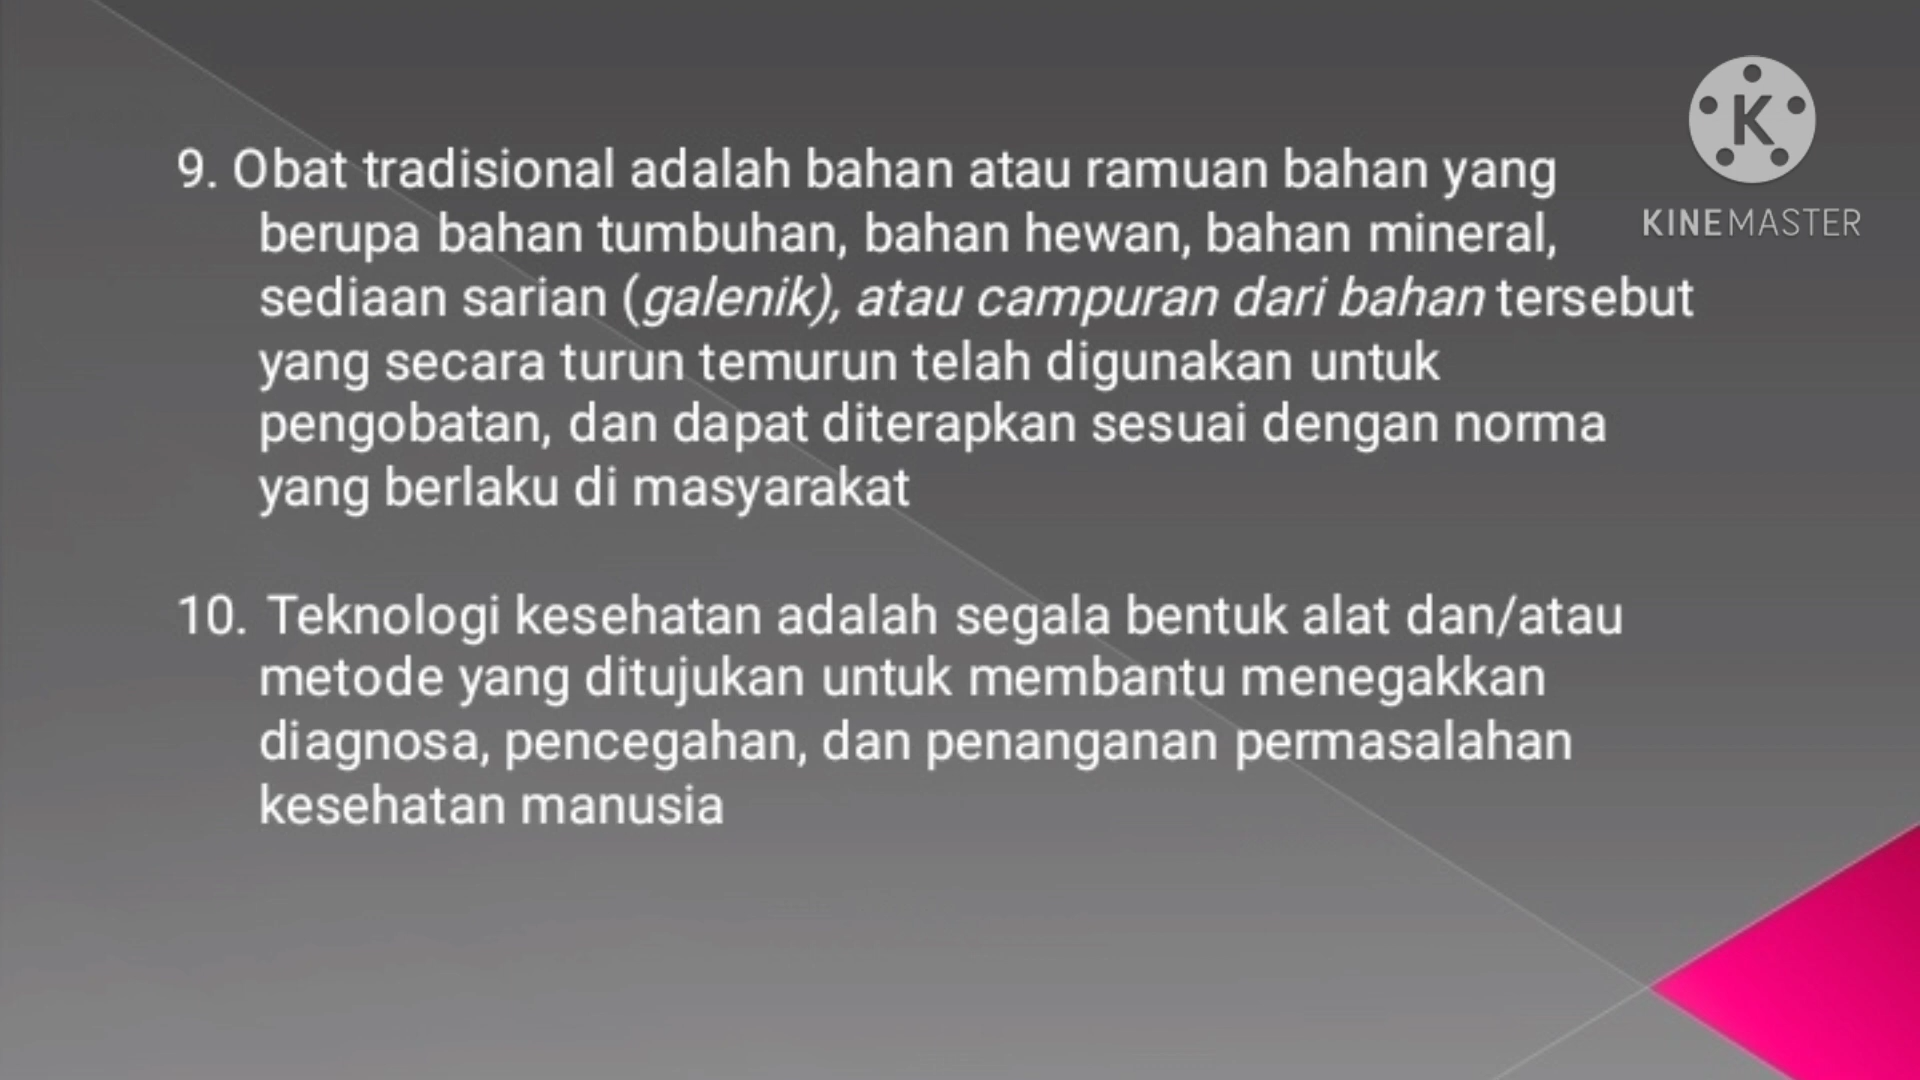 9. Obat tradisional adalah bahan atau ramuan bahan yang
berupa bahan tumbuhan, bahan hewan, bahan mineral,
sediaan sarian (galenik), atau campuran dari bahan tersebut
yang secara turun temurun telah digunakan untuk
pengobatan, dan dapat diterapkan sesuai dengan norma
yang berlaku di masyarakat
10. Teknologi kesehatan adalah segala bentuk alat dan/atau
metode yang ditujukan untuk membantu menegakkan
diagnosa, pencegahan, dan penanganan permasalahan
kesehatan manusia
K
KINEMASTER